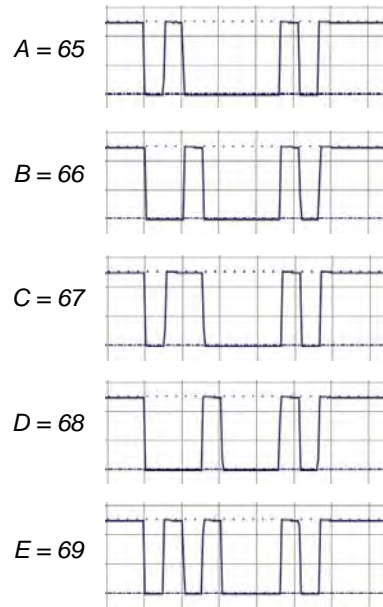 A = 65
B = 66
C = 67
D = 68
E = 69